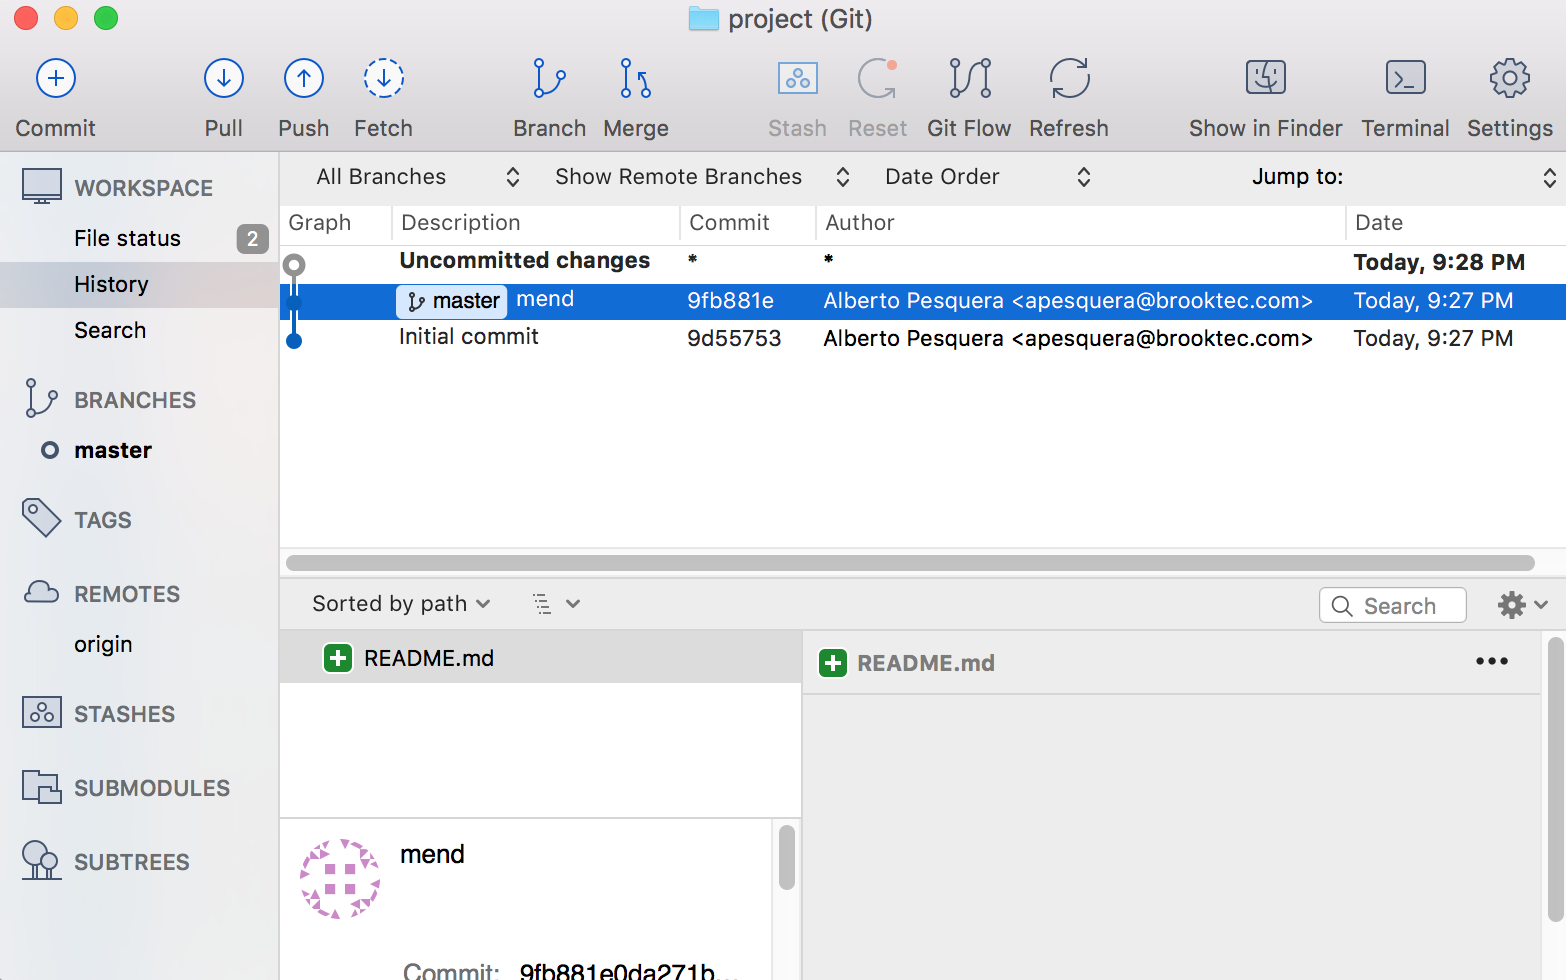 project (Git)
Commit Pull Push Fetch Branch Merge Stash Reset Git Flow Refresh Show in Finder Terminal Settings
WORKSPACE
File status 2
History
Search
BRANCHES
master
TAGS
REMOTES
origin
STASHES
SUBMODULES
SUBTREES
All Branches Show Remote Branches Date Order Jump to:
Graph Description Commit Author Date
Uncommitted changes * * Today, 9:28 PM
master mend 9fb881e Alberto Pesquera <apesquera@brooktec.com> Today, 9:27 PM
Initial commit 9d55753 Alberto Pesquera <apesquera@brooktec.com> Today, 9:27 PM
Sorted by path Search
README.md
README.md
mend
Commit: 9fb881e0da271b...